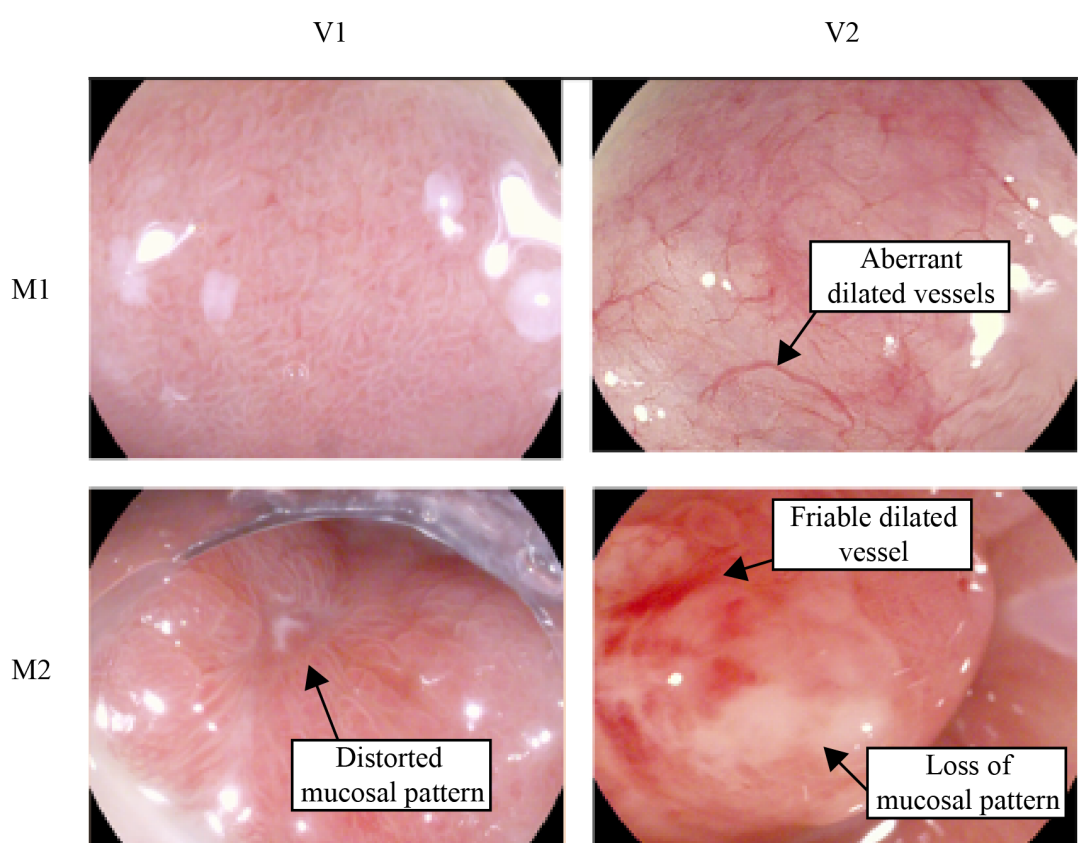 V1
V2
M1
Aberrant
dilated vessels
M2
Friable dilated
vessel
Distorted
mucosal pattern
Loss of
mucosal pattern